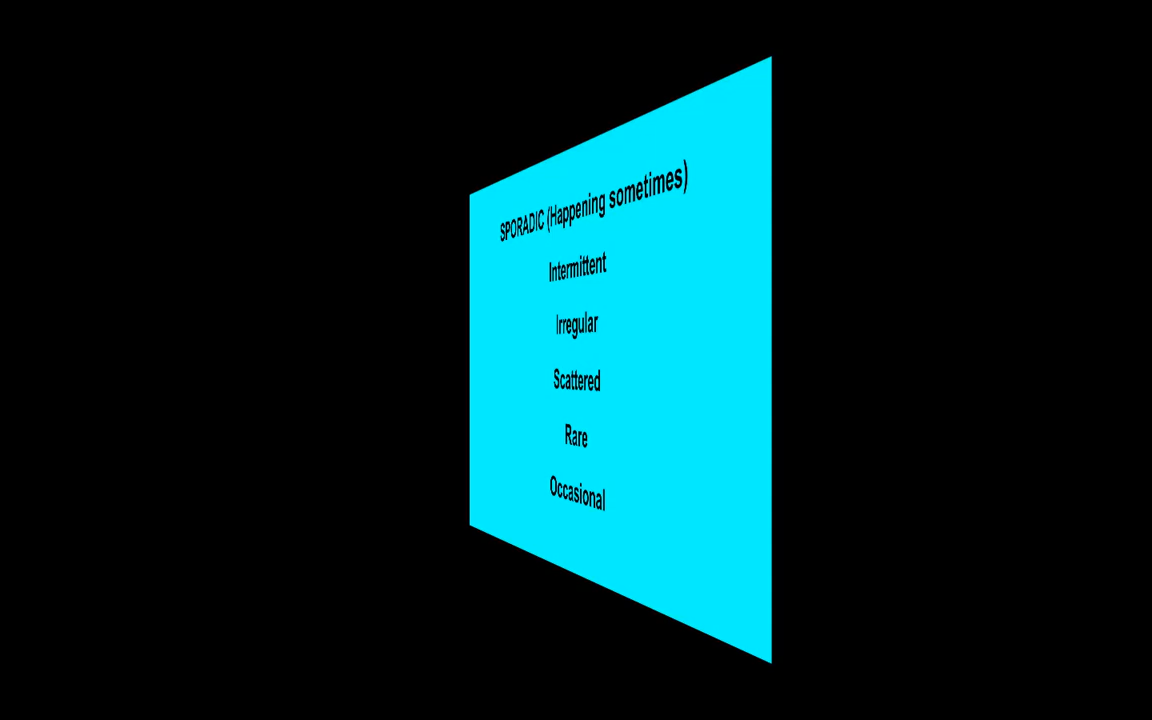 SPORADIC (Happening sometimes)
Intermittent
Irregular
Scattered
Rare
Occasional